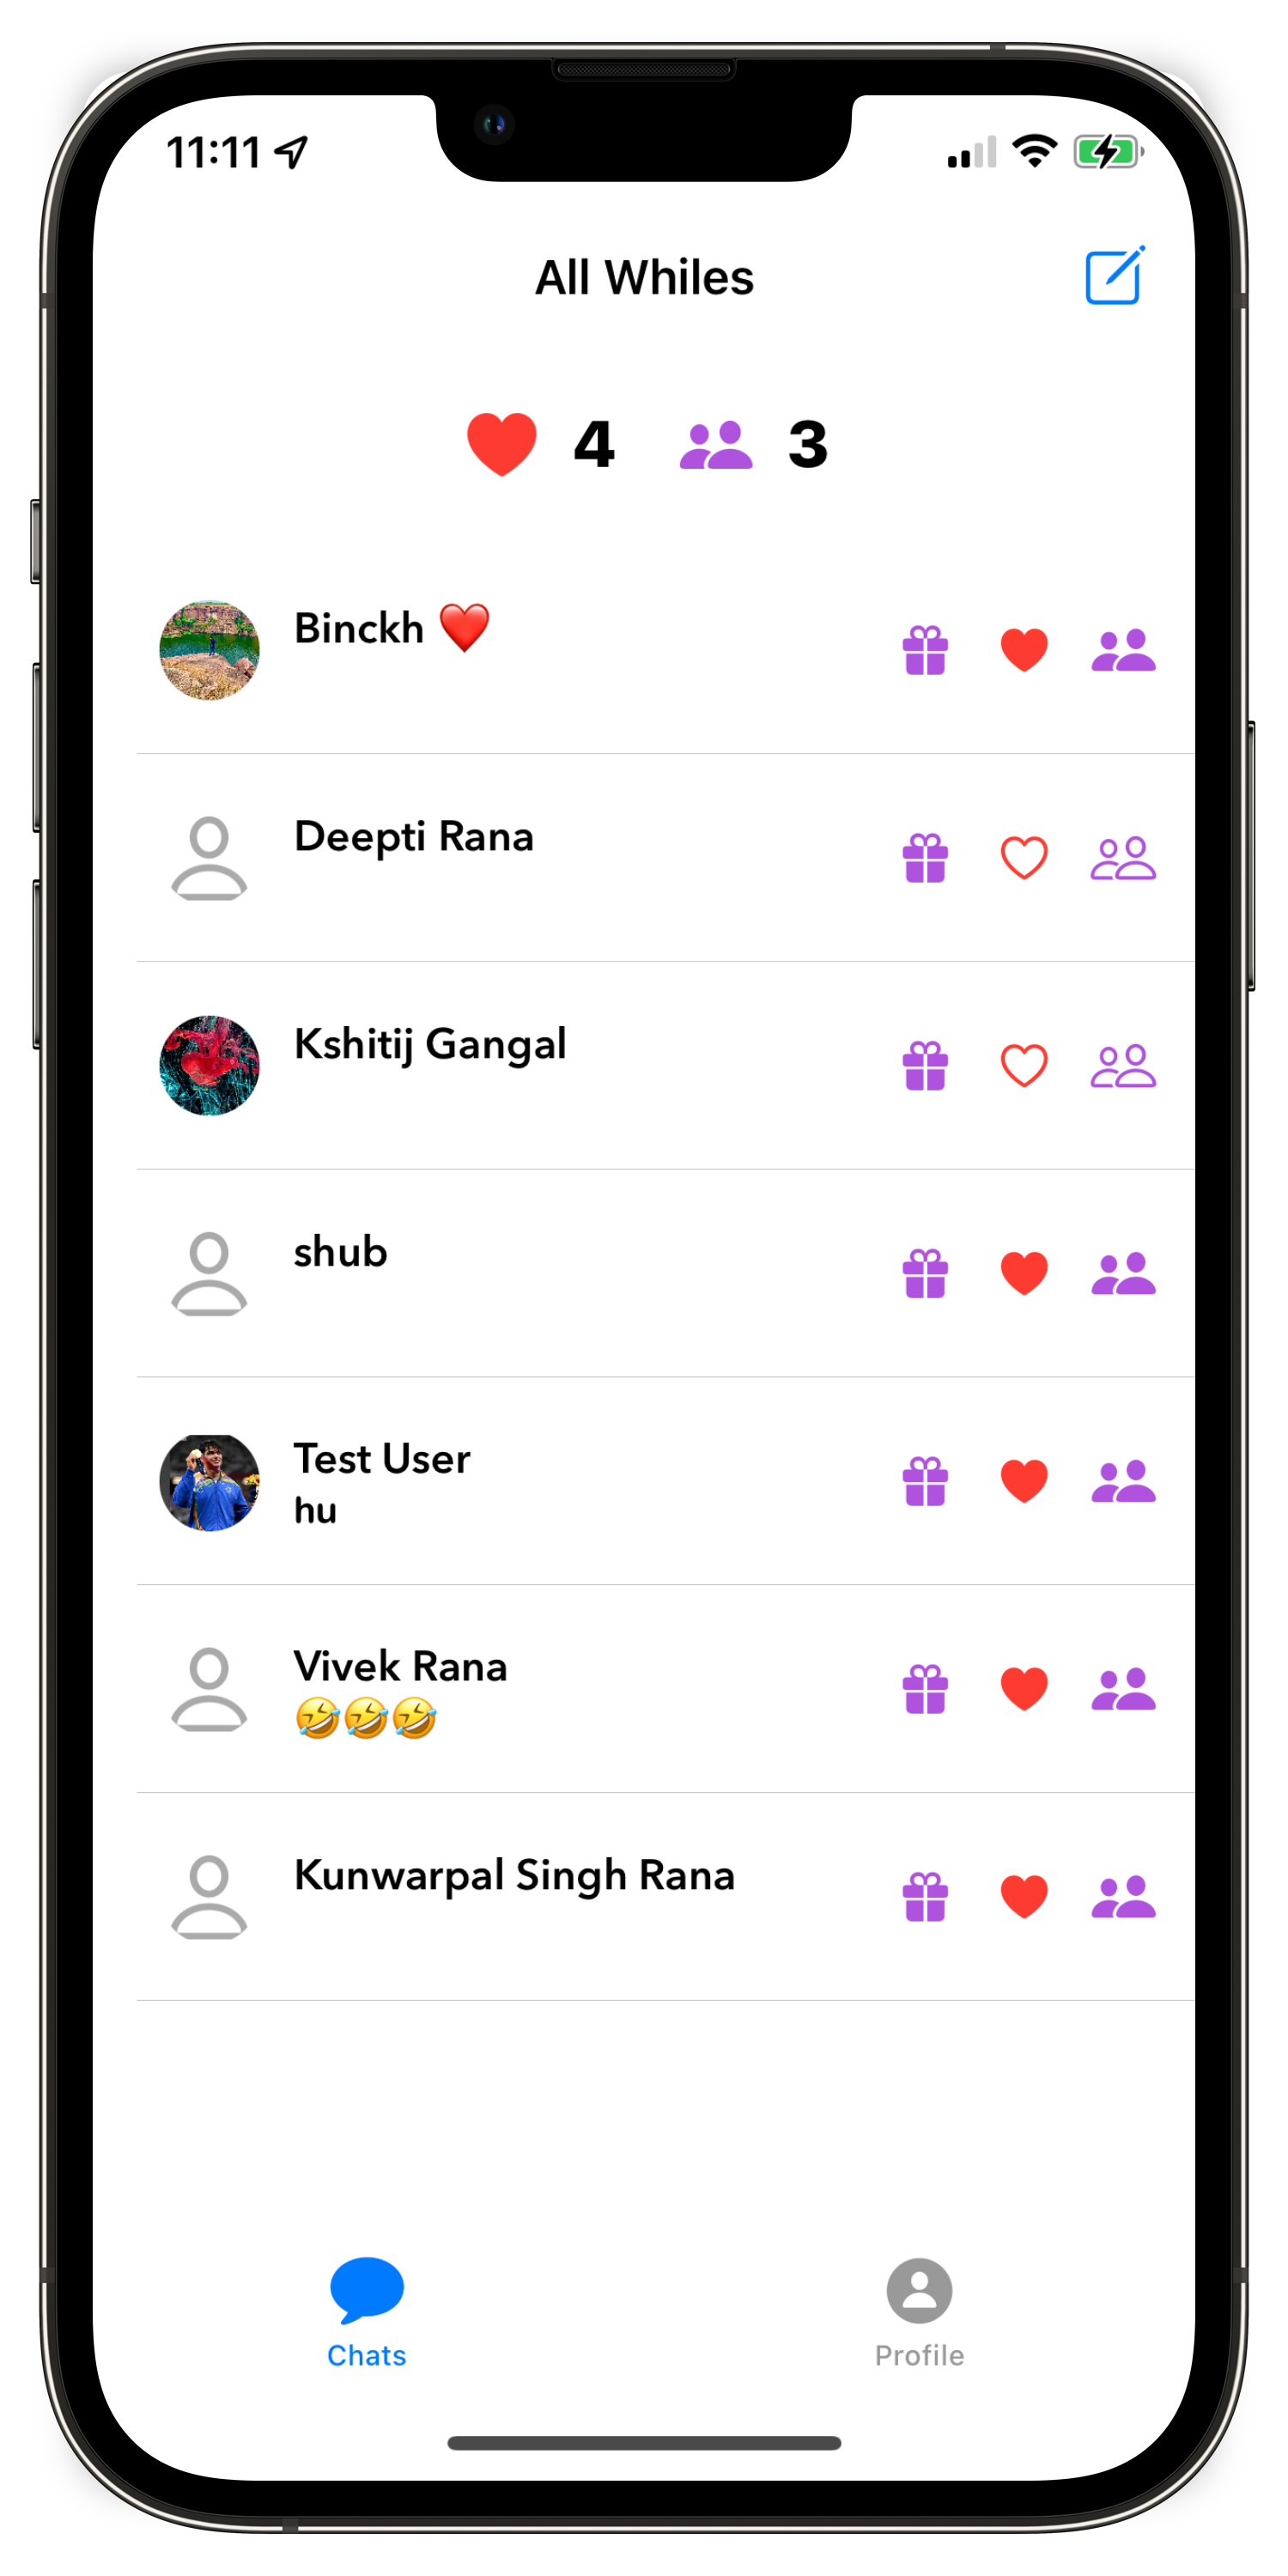 11:11
All Whiles
4 3
Binckh ❤️
Deepti Rana
Kshitij Gangal
shub
Test User
hu
Vivek Rana
🤣🤣🤣
Kunwarpal Singh Rana
Chats Profile